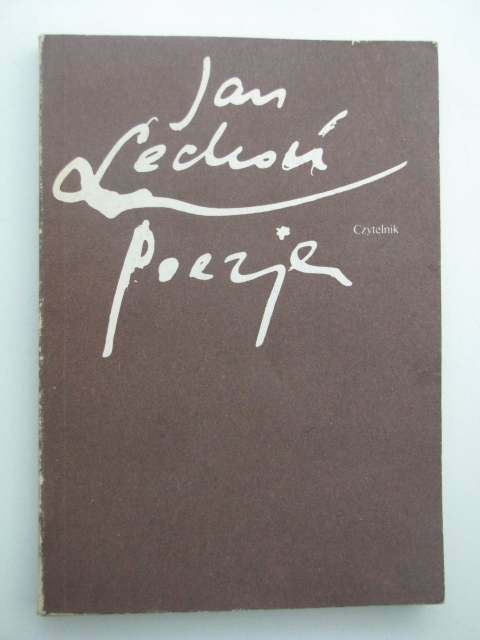 Jan
Lechoń
Czytelnik
Poezje